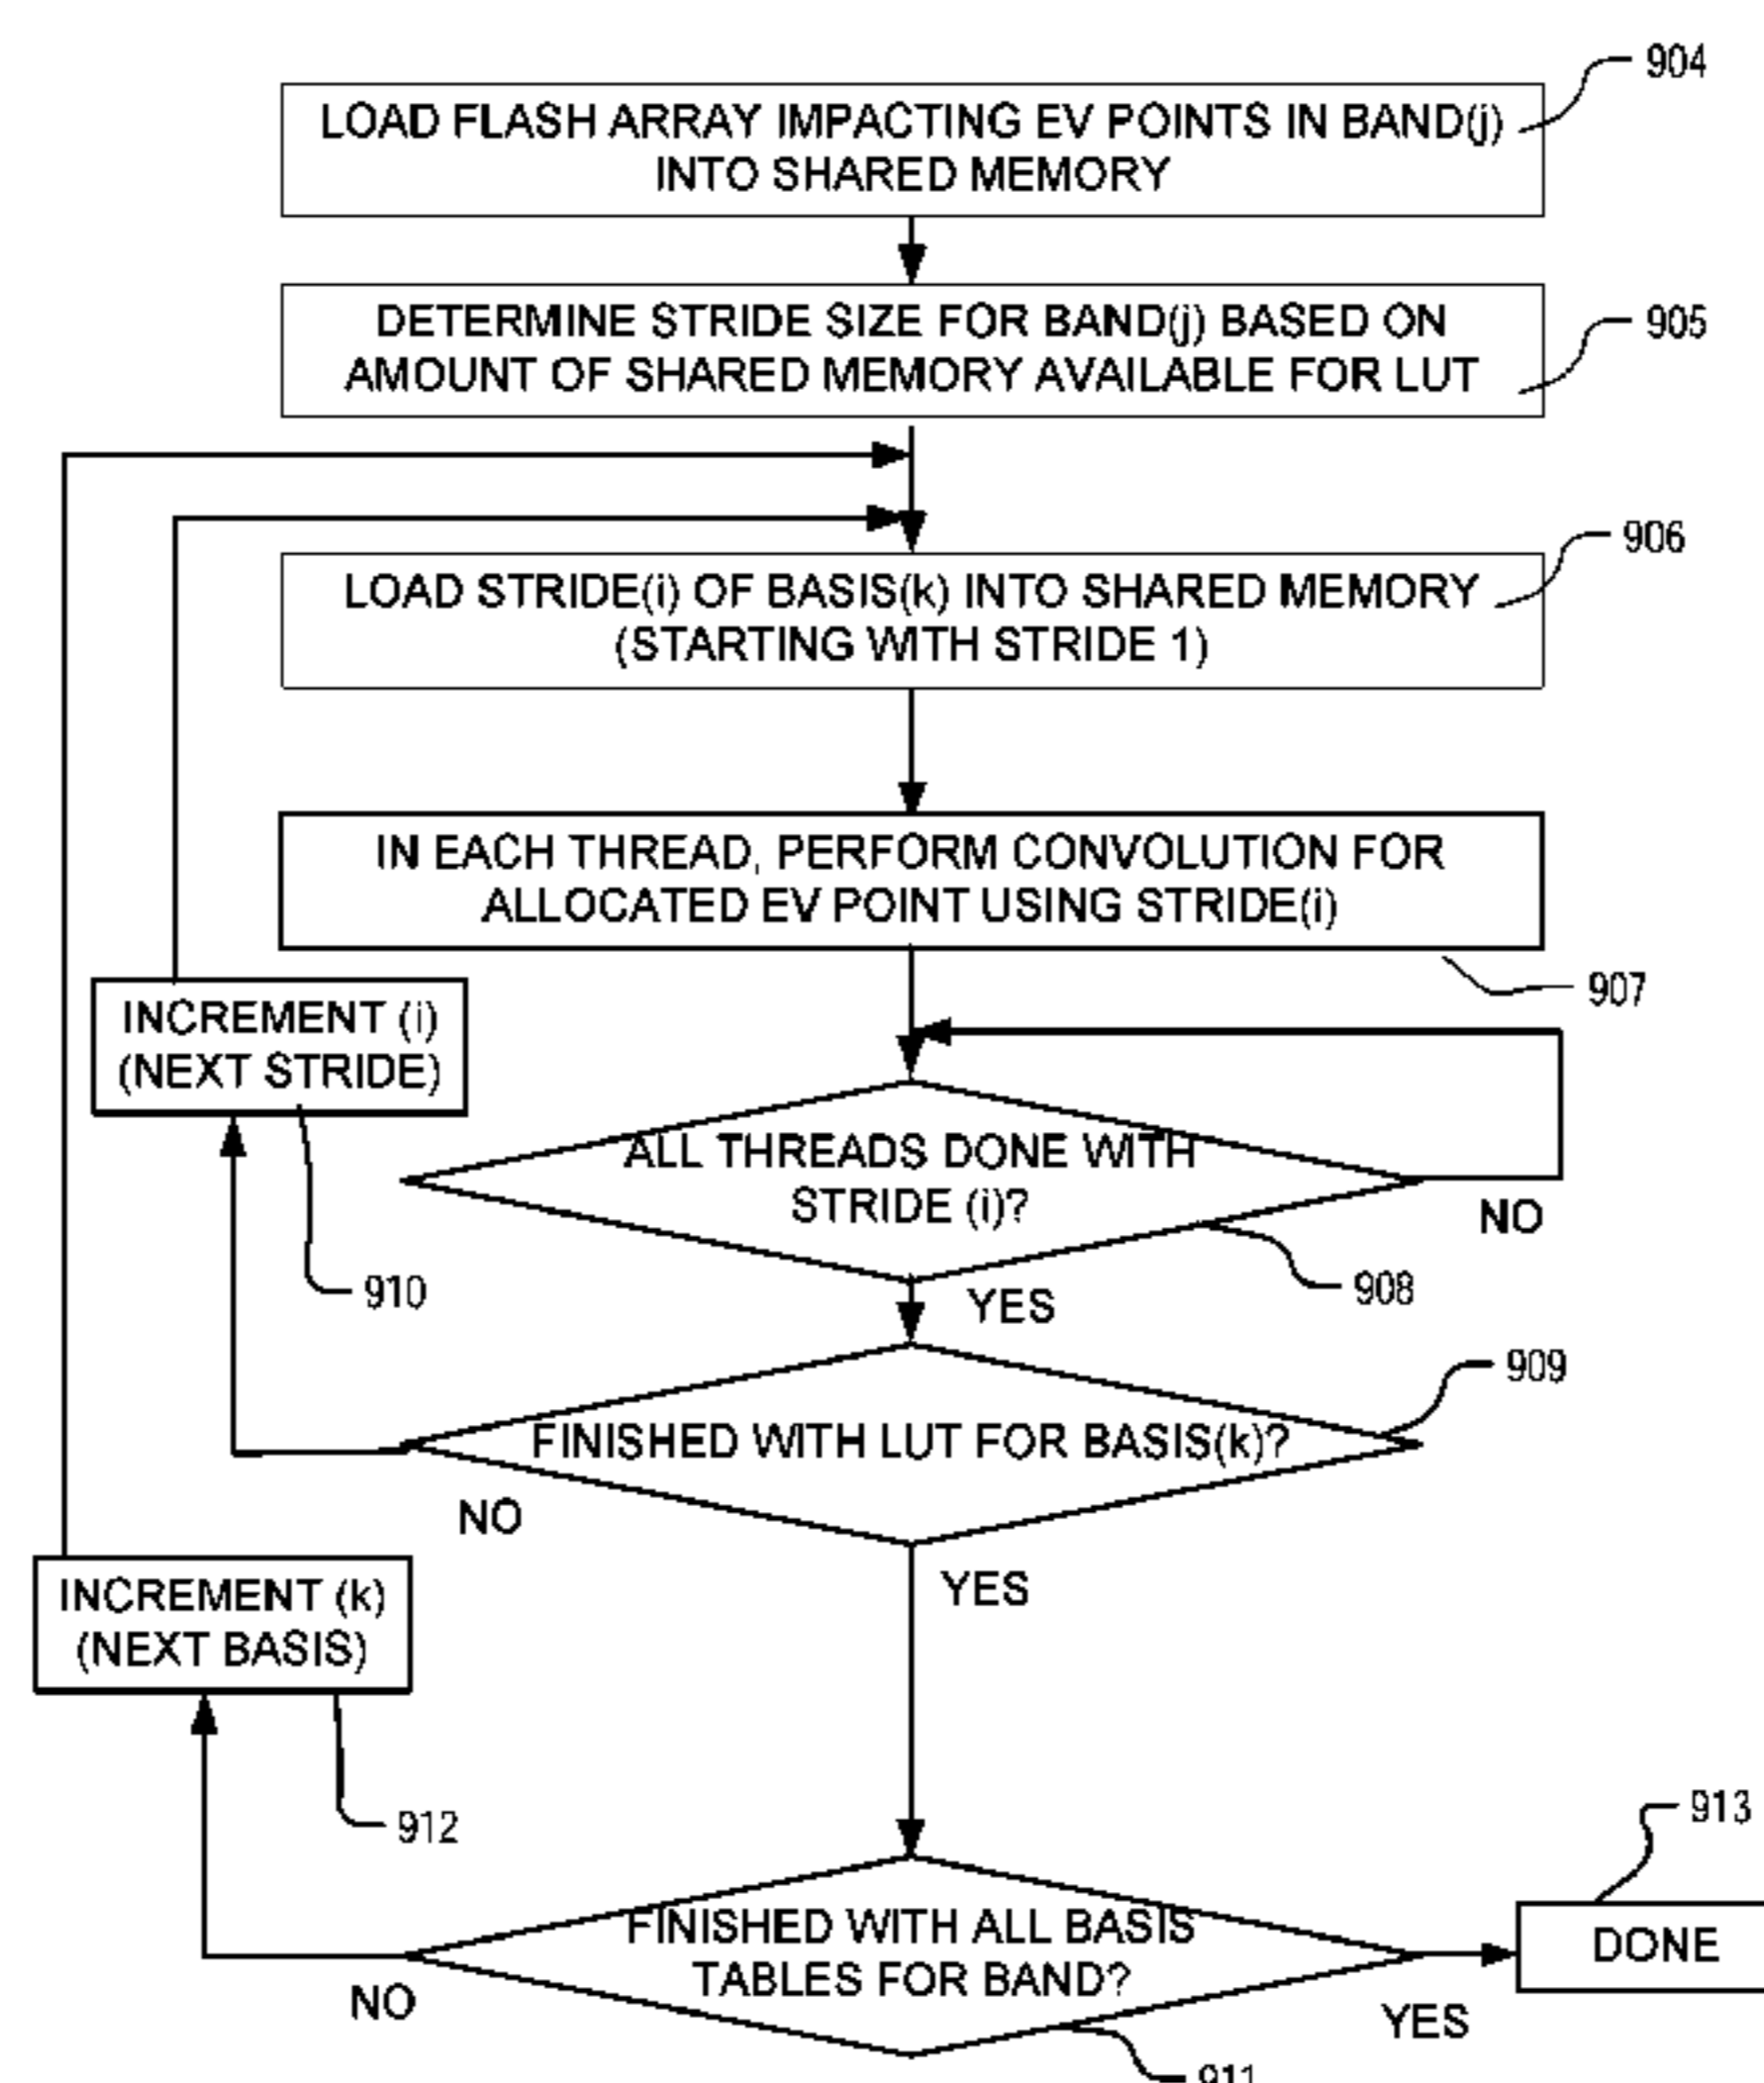 904
LOAD FLASH ARRAY IMPACTING EV POINTS IN BAND(j)
INTO SHARED MEMORY
DETERMINE STRIDE SIZE FOR BAND(j) BASED ON
AMOUNT OF SHARED MEMORY AVAILABLE FOR LUT
905
906
LOAD STRIDE(i) OF BASIS(k) INTO SHARED MEMORY
(STARTING WITH STRIDE 1)
IN EACH THREAD, PERFORM CONVOLUTION FOR
ALLOCATED EV POINT USING STRIDE(i)
907
INCREMENT (i)
(NEXT STRIDE)
910
ALL THREADS DONE WITH
STRIDE (i)?
NO
908
YES
909
FINISHED WITH LUT FOR BASIS(k)?
NO
YES
INCREMENT (k)
(NEXT BASIS)
912
913
FINISHED WITH ALL BASIS
TABLES FOR BAND?
DONE
NO
YES
911